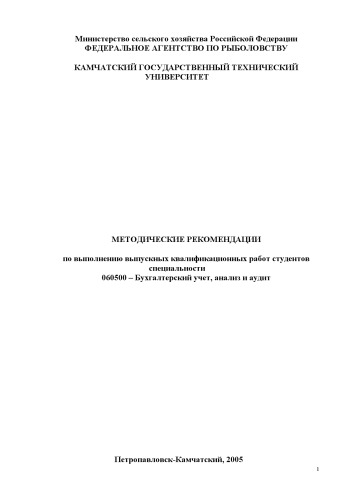 Министерство сельского хозяйства Российской Федерации
ФЕДЕРАЛЬНОЕ АГЕНТСТВО ПО РЫБОЛОВСТВУ
КАМЧАТСКИЙ ГОСУДАРСТВЕННЫЙ ТЕХНИЧЕСКИЙ
УНИВЕРСИТЕТ
МЕТОДИЧЕСКИЕ РЕКОМЕНДАЦИИ
по выполнению выпускных квалификационных работ студентов
специальности
060500 – Бухгалтерский учет, анализ и аудит
Петропавловск-Камчатский, 2005
1